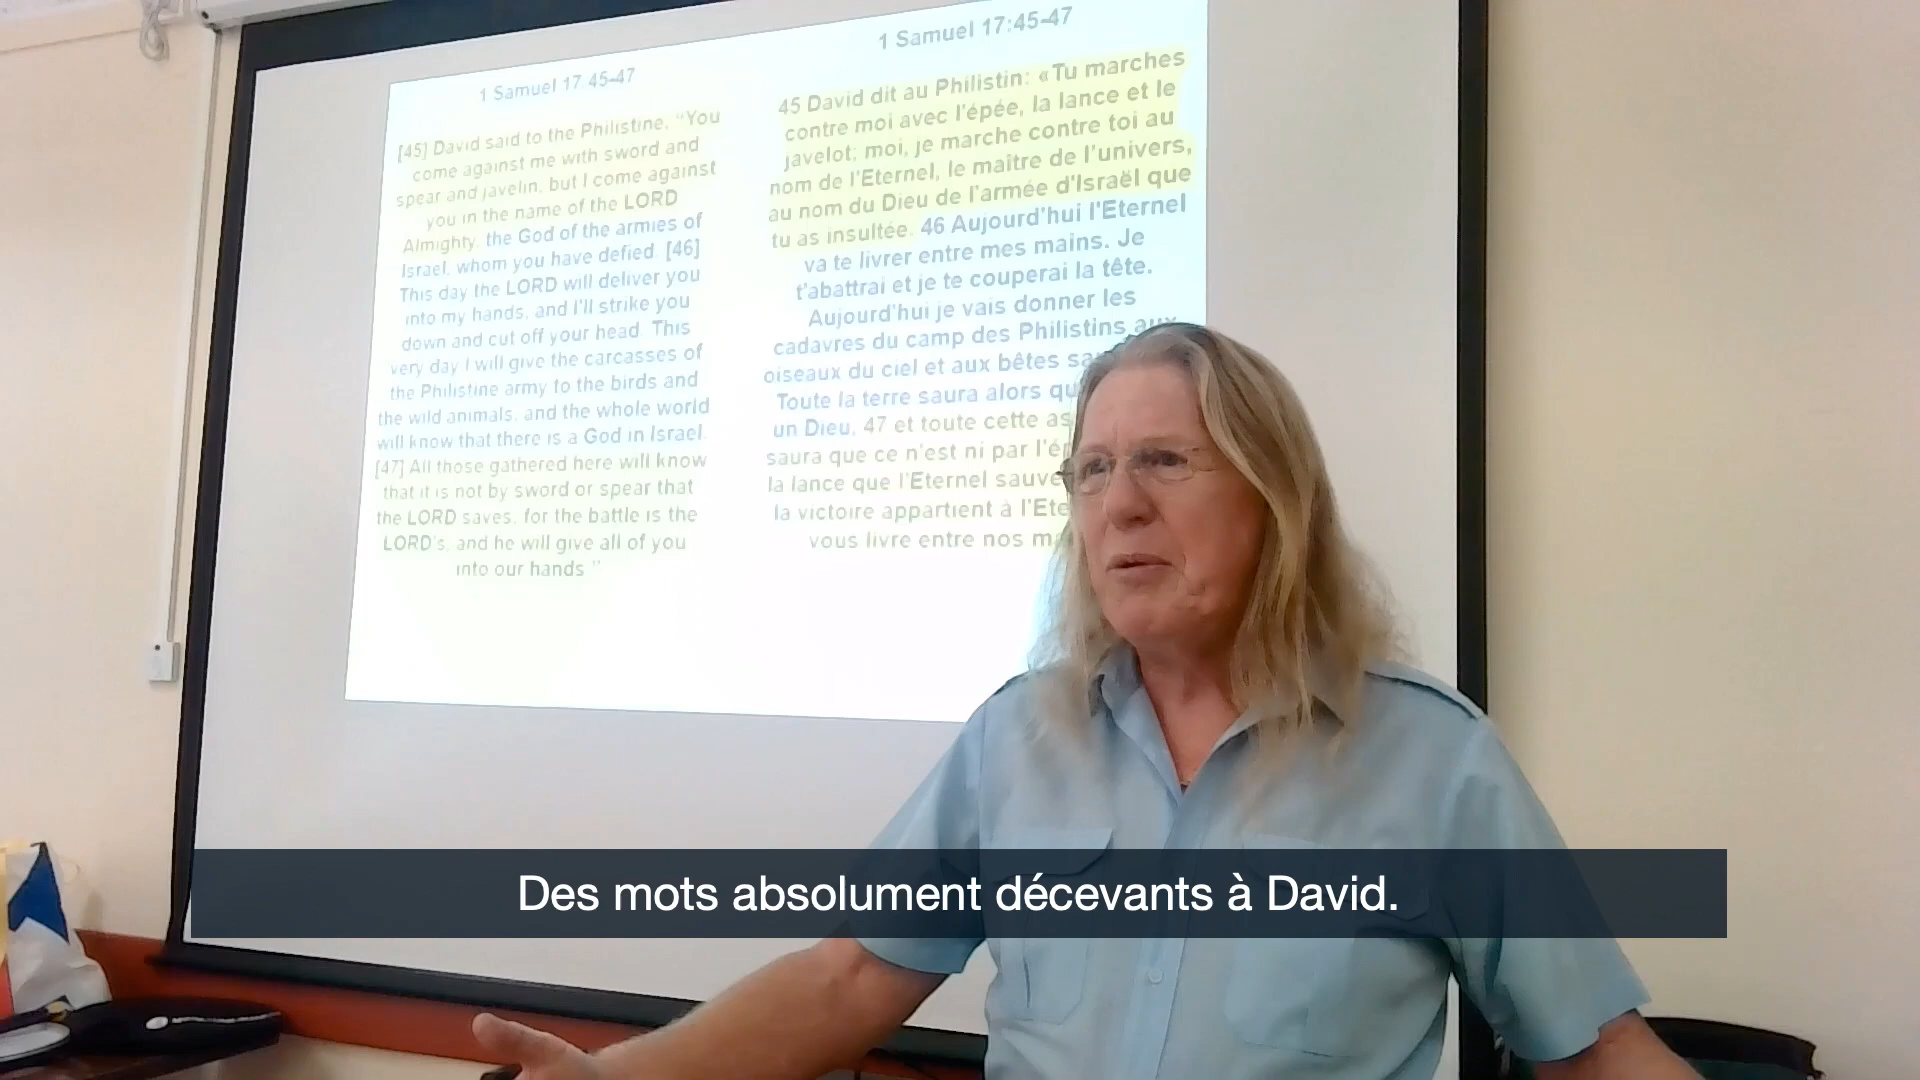 1 Samuel 17:45-47
[45] David said to the Philistine, "You
come against me with sword and
spear and javelin, but I come against
you in the name of the LORD
Almighty, the God of the armies of
Israel, whom you have defied. [46]
This day the LORD will deliver you
into my hands, and I'll strike you
down and cut off your head. This
very day I will give the carcasses of
the Philistine army to the birds and
the wild animals, and the whole world
will know that there is a God in Israel.
[47] All those gathered here will know
that it is not by sword or spear that
the LORD saves, for the battle is the
LORD's, and he will give all of you
into our hands."
1 Samuel 17:45-47
45 David dit au Philistin: «Tu marches
contre moi avec l'épée, la lance et le
javelot; moi, je marche contre toi au
nom de l'Eternel, le maître de l'univers,
au nom du Dieu de l'armée d'Israël que
tu as insultée. 46 Aujourd'hui l'Eternel
va te livrer entre mes mains. Je
t'abattrai et je te couperai la tête.
Aujourd'hui je vais donner les
cadavres du camp des Philistins aux
oiseaux du ciel et aux bêtes
Toute la terre saura alors
un Dieu, 47 et toute cette
saura que ce n'est ni par
la lance que l'Eternel sauve
la victoire appartient à
vous livre entre nos
Des mots absolument décevants à David.